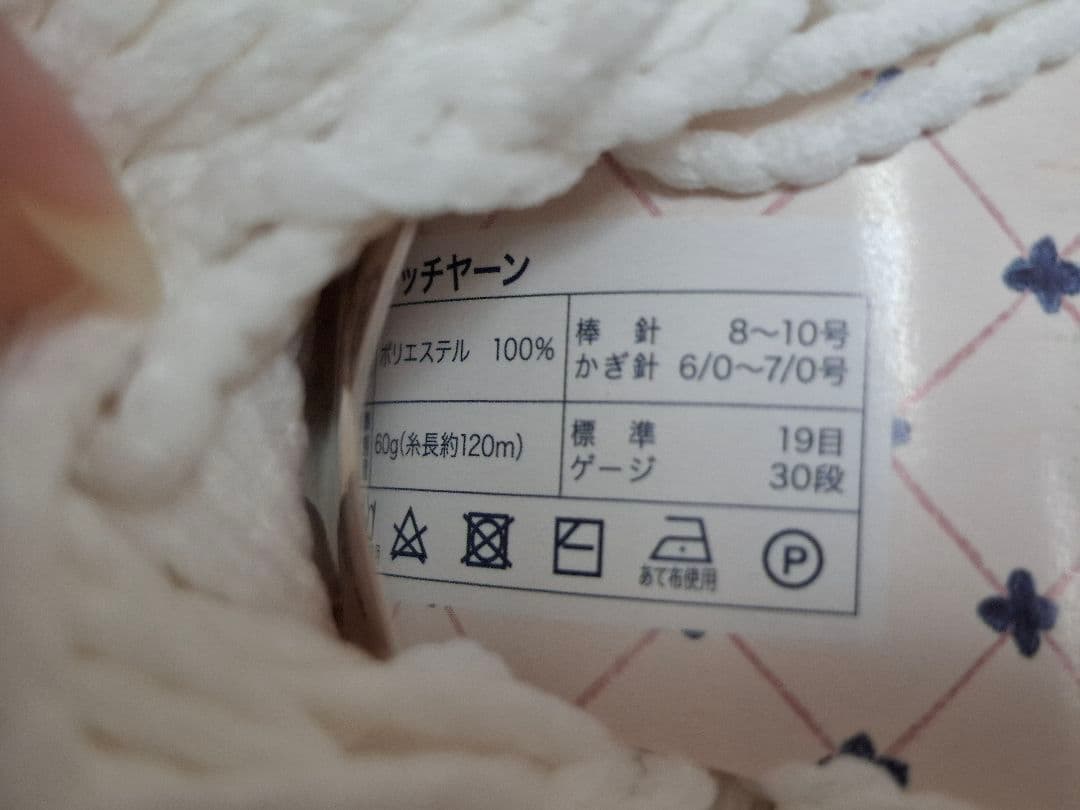 ッチヤーン
ポリエステル 100%
棒 針 8～10号
かぎ針 6/0～7/0号
60g(糸長約120m)
標 準 19目
ゲージ 30段
あて布使用
P